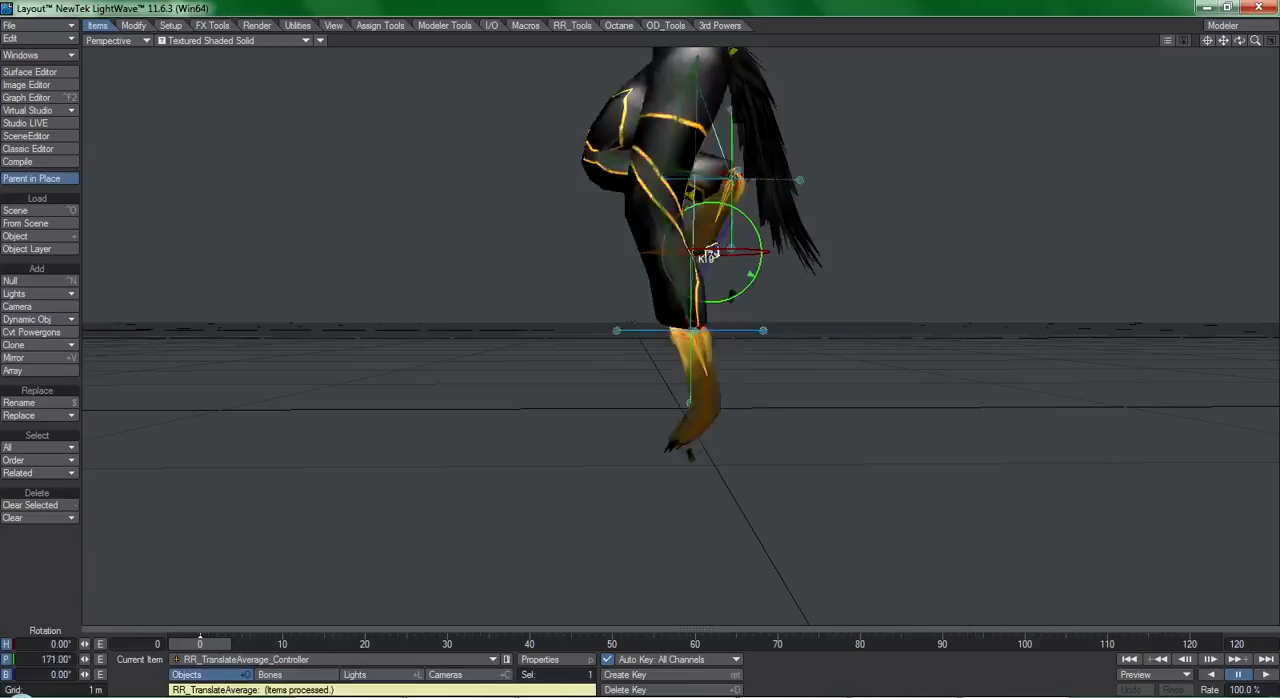 Layout™ NewTek LightWave™ 11.6.3 (Win64)
File
Items Modify Setup FX Tools Render Utilities View Assign Tools Modeler Tools I/O Macros RR_Tools Octane OD_Tools 3rd Powers Modeler
Edit
Perspective T Textured Shaded Solid
Windows
Surface Editor
Image Editor
Graph Editor ^F2
Virtual Studio
Studio LIVE
SceneEditor
Classic Editor
Compile
Parent in Place
Load
Scene ^O
From Scene
Object +
Object Layer
Add
Null ^N
Lights
Camera
Dynamic Obj
Cvt Powergons
Clone
Mirror +V
Array
Replace
Rename $
Replace
Select
All
Order
Related
Delete
Clear Selected -
Clear
Rotation
H 0.00° E 0 0 10 20 30 40 50 60 70 80 90 100 110 120 120
P 171.00° E Current Item RR_TranslateAverage_Controller Properties p Auto Key: All Channels Preview
B 0.00° E Objects +O Bones Lights +L Cameras +C Sel: 1 Create Key ret
Grid: 1 m RR_TranslateAverage: (Items processed.) Delete Key +D Undo Redo Rate 100.0 %